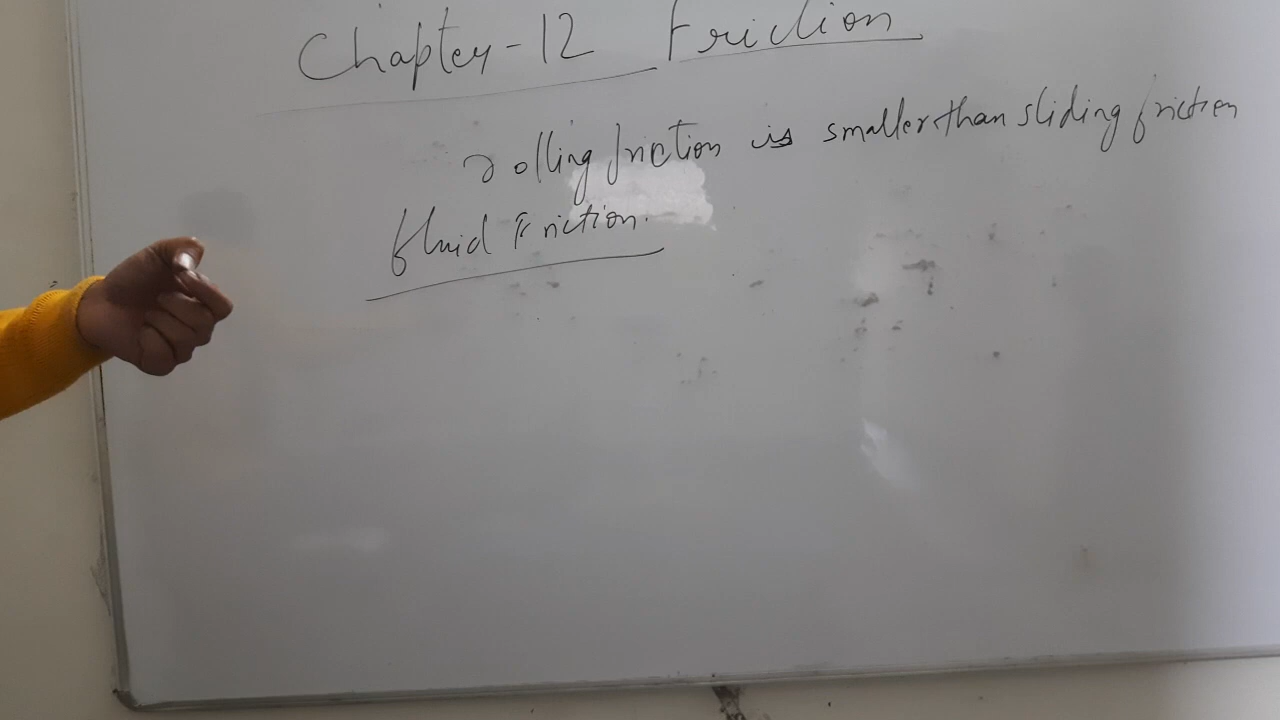 Chapter-12 Friction
rolling friction is smaller than sliding friction
fluid Friction.